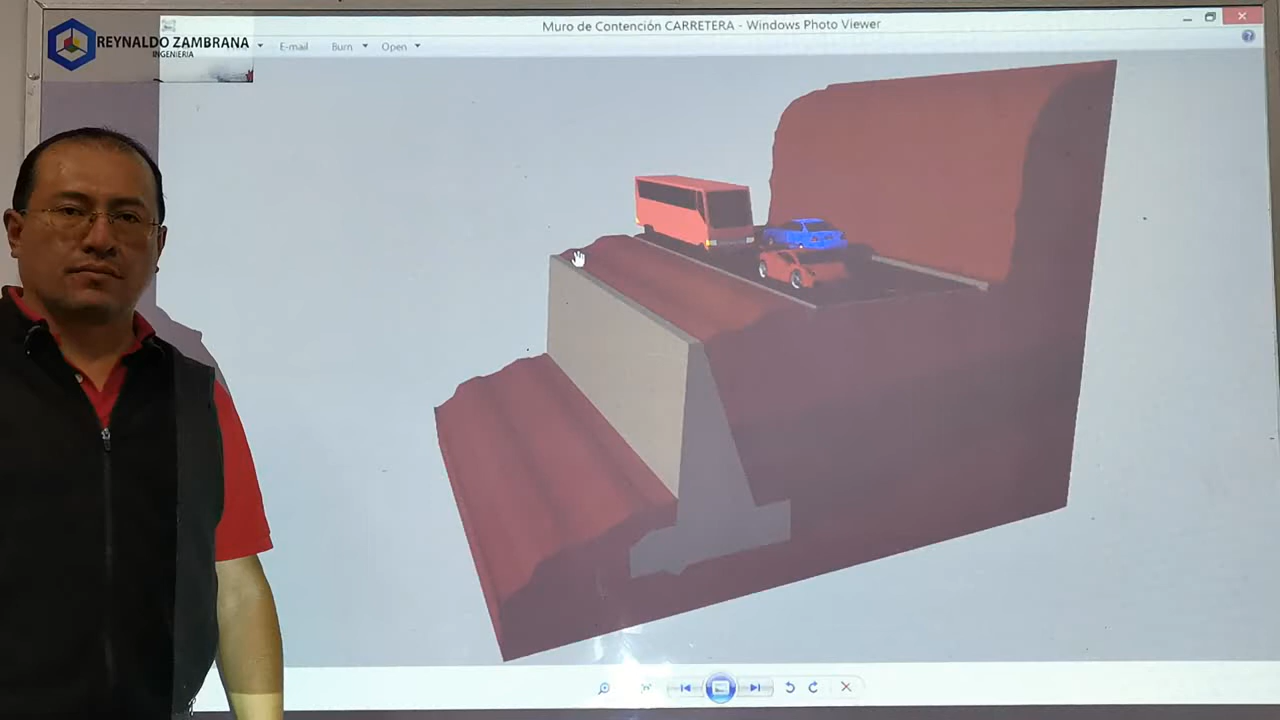 Muro de Contención CARRETERA - Windows Photo Viewer
REYNALDO ZAMBRANA
INGENIERIA
E-mail
Burn
Open